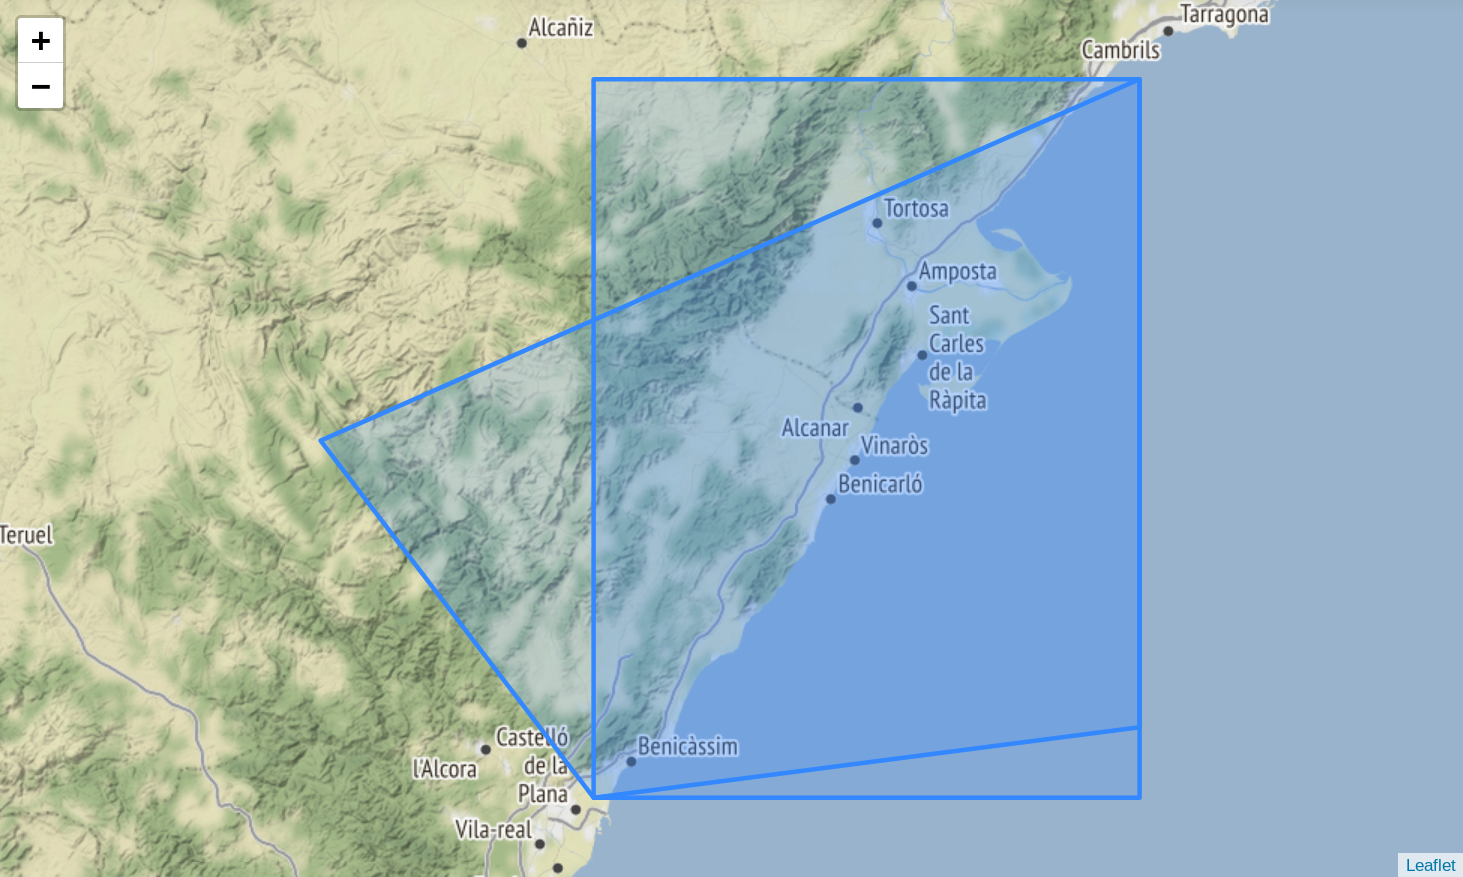 +
−
Alcañiz
Tarragona
Cambrils
Tortosa
Amposta
Sant
Carles
de la
Ràpita
Alcanar
Vinaròs
Benicarló
Teruel
Castelló
de la
Plana
Benicàssim
l'Alcora
Vila-real
Leaflet